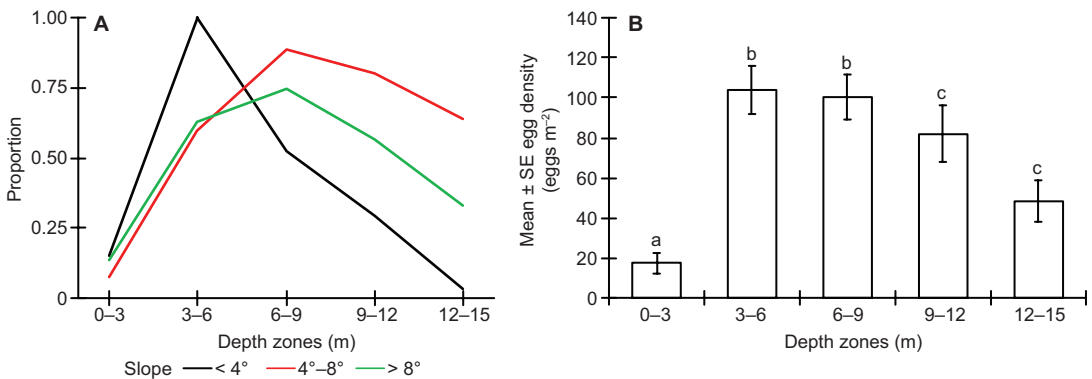 A
Proportion
1.00
0.75
0.50
0.25
0
0–3
3–6
6–9
9–12
12–15
Depth zones (m)
Slope < 4° 4°–8° > 8°
B
Mean ± SE egg density
(eggs m−2)
140
120
100
80
60
40
20
0
a
b
b
c
c
0–3
3–6
6–9
9–12
12–15
Depth zones (m)